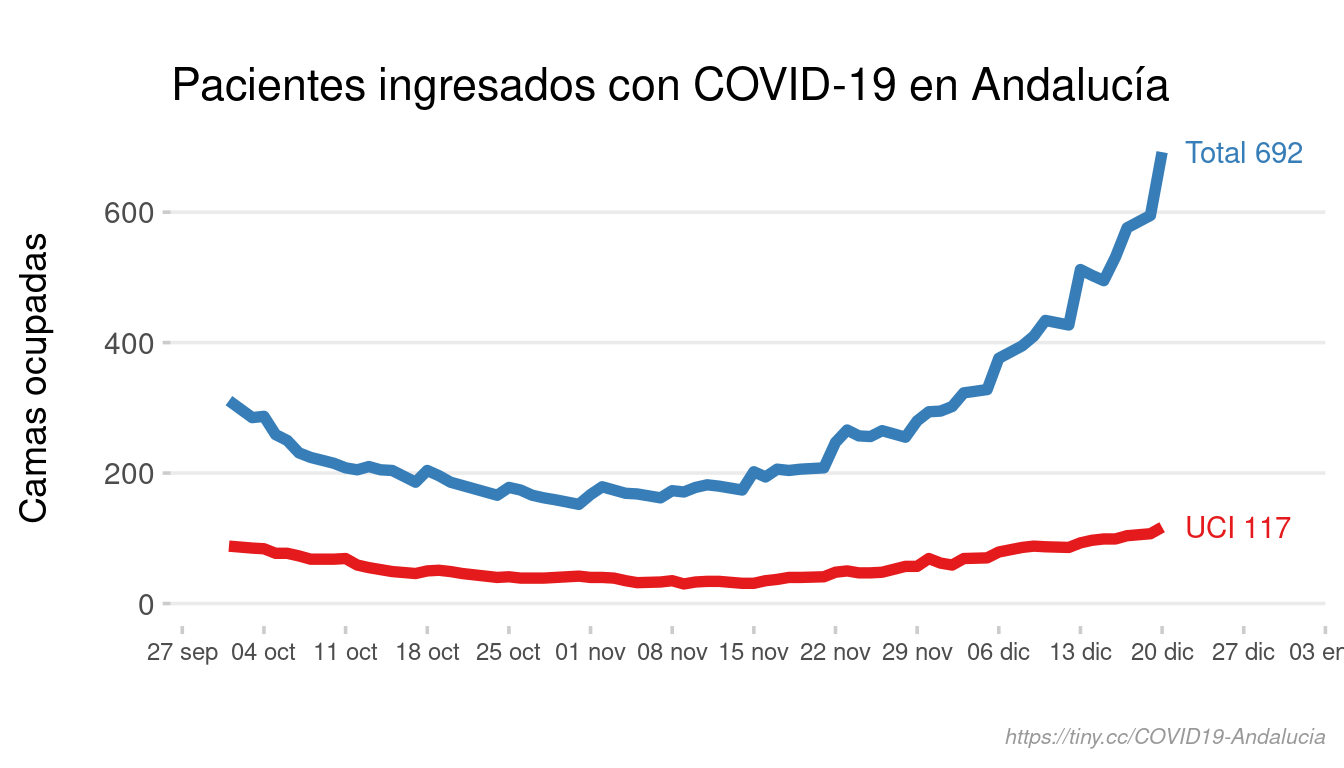 Pacientes ingresados con COVID-19 en Andalucía
Camas ocupadas
Total 692
600
400
200
UCI 117
0
27 sep 04 oct 11 oct 18 oct 25 oct 01 nov 08 nov 15 nov 22 nov 29 nov 06 dic 13 dic 20 dic 27 dic 03
https://tiny.cc/COVID19-Andalucia